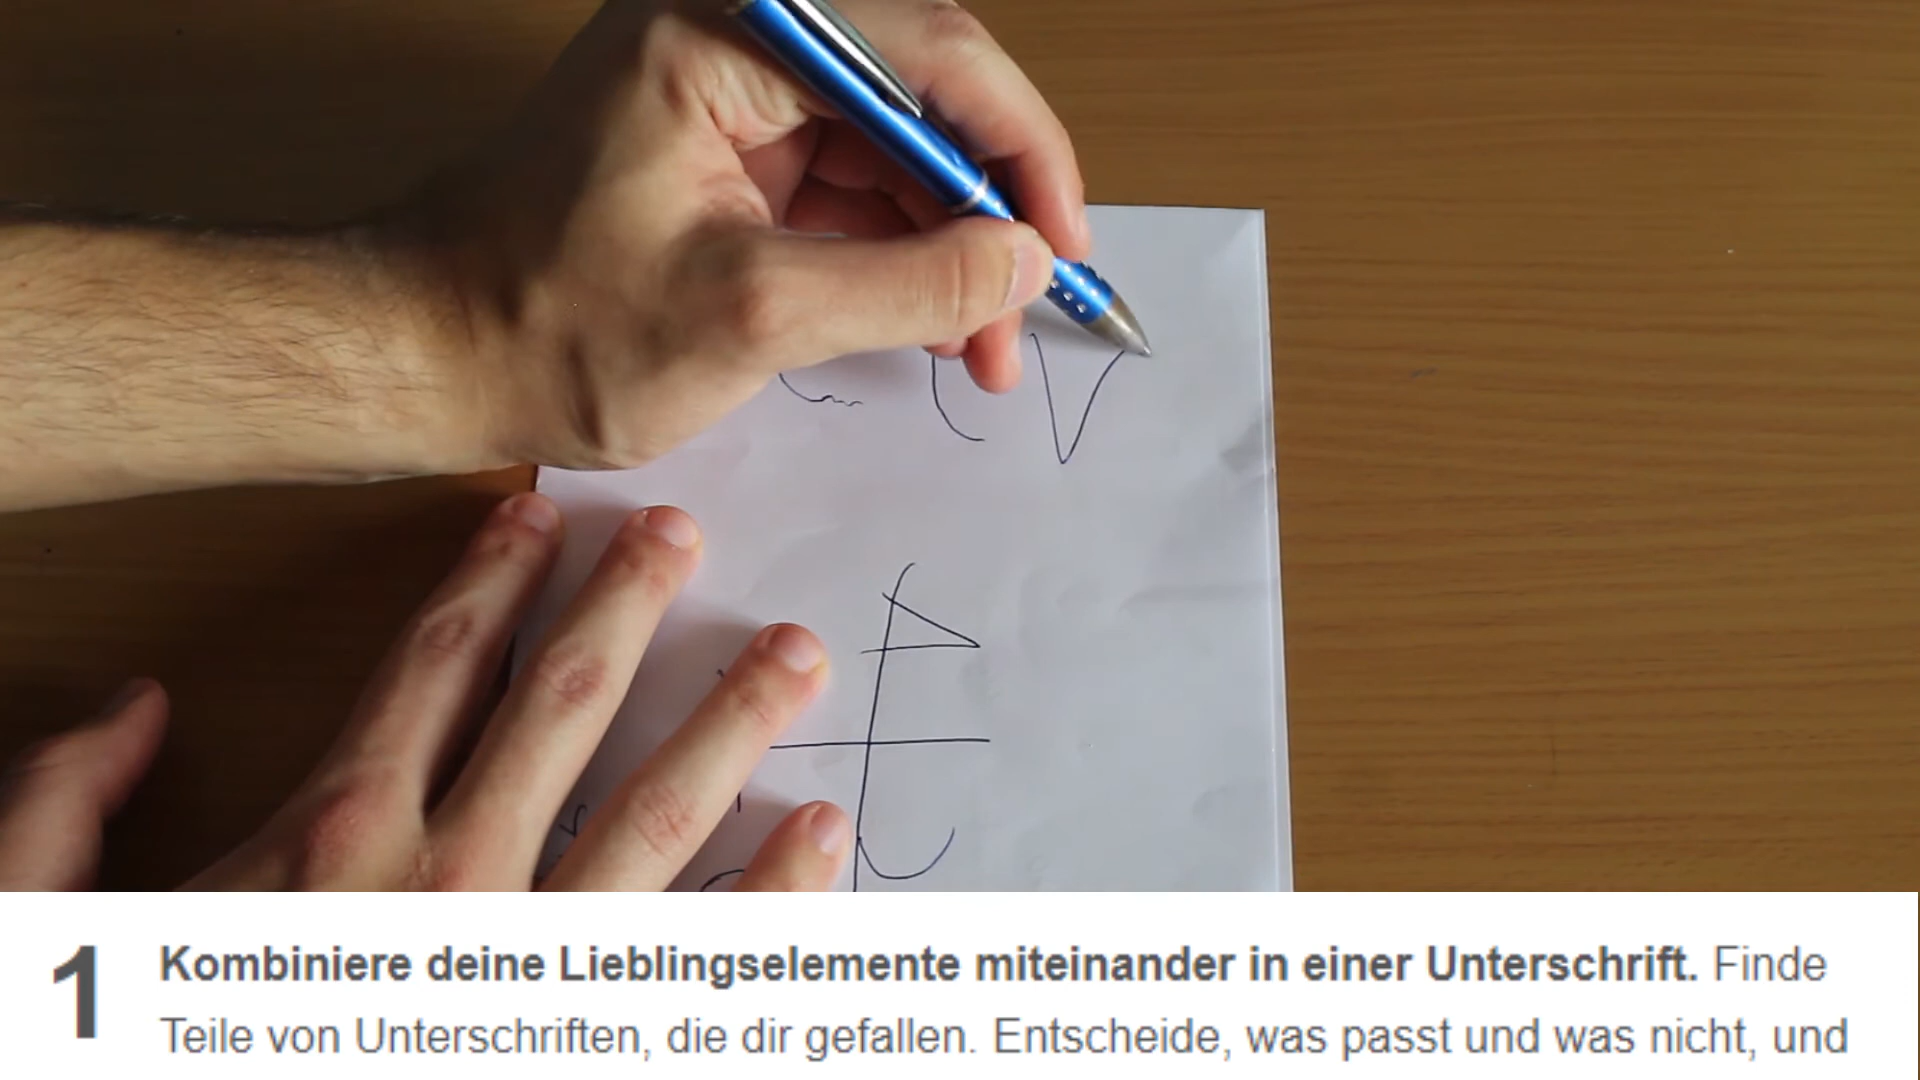 1 Kombiniere deine Lieblingselemente miteinander in einer Unterschrift. Finde
Teile von Unterschriften, die dir gefallen. Entscheide, was passt und was nicht, und